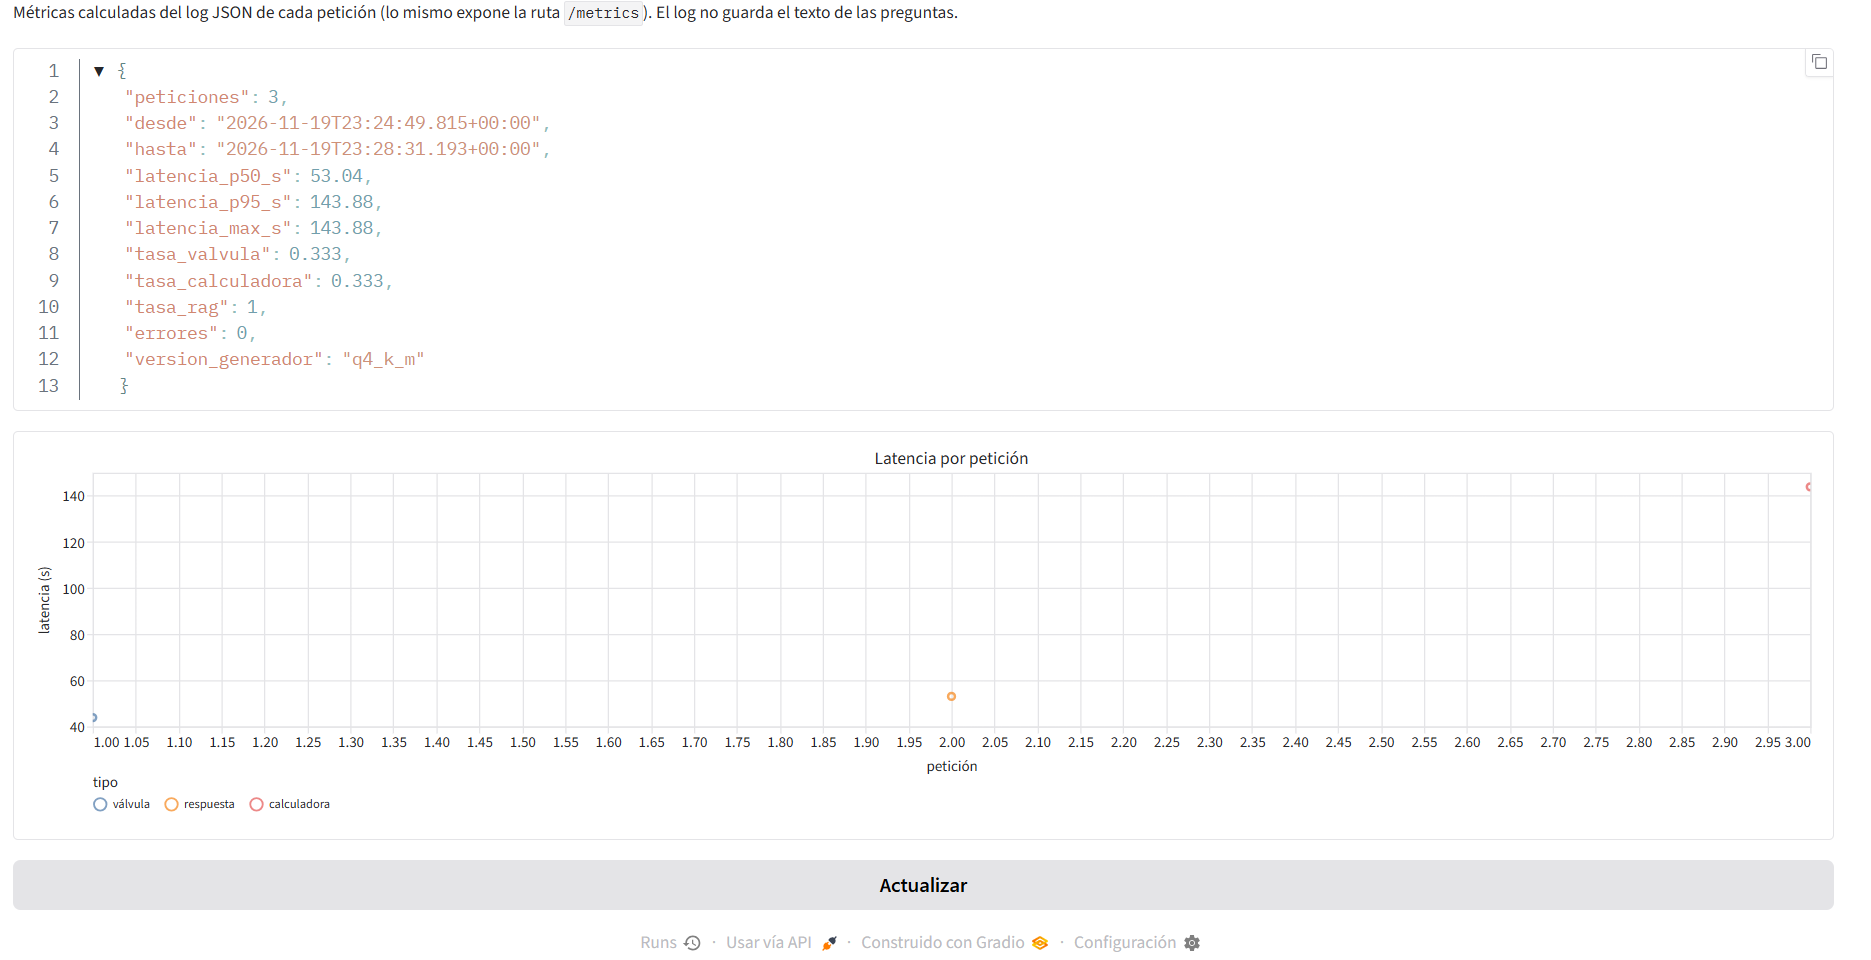 Métricas calculadas del log JSON de cada petición (lo mismo expone la ruta /metrics). El log no guarda el texto de las preguntas.
1 ▼ {
2 "peticiones": 3,
3 "desde": "2026-11-19T23:24:49.815+00:00",
4 "hasta": "2026-11-19T23:28:31.193+00:00",
5 "latencia_p50_s": 53.04,
6 "latencia_p95_s": 143.88,
7 "latencia_max_s": 143.88,
8 "tasa_valvula": 0.333,
9 "tasa_calculadora": 0.333,
10 "tasa_rag": 1,
11 "errores": 0,
12 "version_generador": "q4_k_m"
13 }
Latencia por petición
latencia (s)
140
120
100
80
60
40
1.00 1.05 1.10 1.15 1.20 1.25 1.30 1.35 1.40 1.45 1.50 1.55 1.60 1.65 1.70 1.75 1.80 1.85 1.90 1.95 2.00 2.05 2.10 2.15 2.20 2.25 2.30 2.35 2.40 2.45 2.50 2.55 2.60 2.65 2.70 2.75 2.80 2.85 2.90 2.95 3.00
petición
tipo
válvula respuesta calculadora
Actualizar
Runs · Usar vía API · Construido con Gradio · Configuración